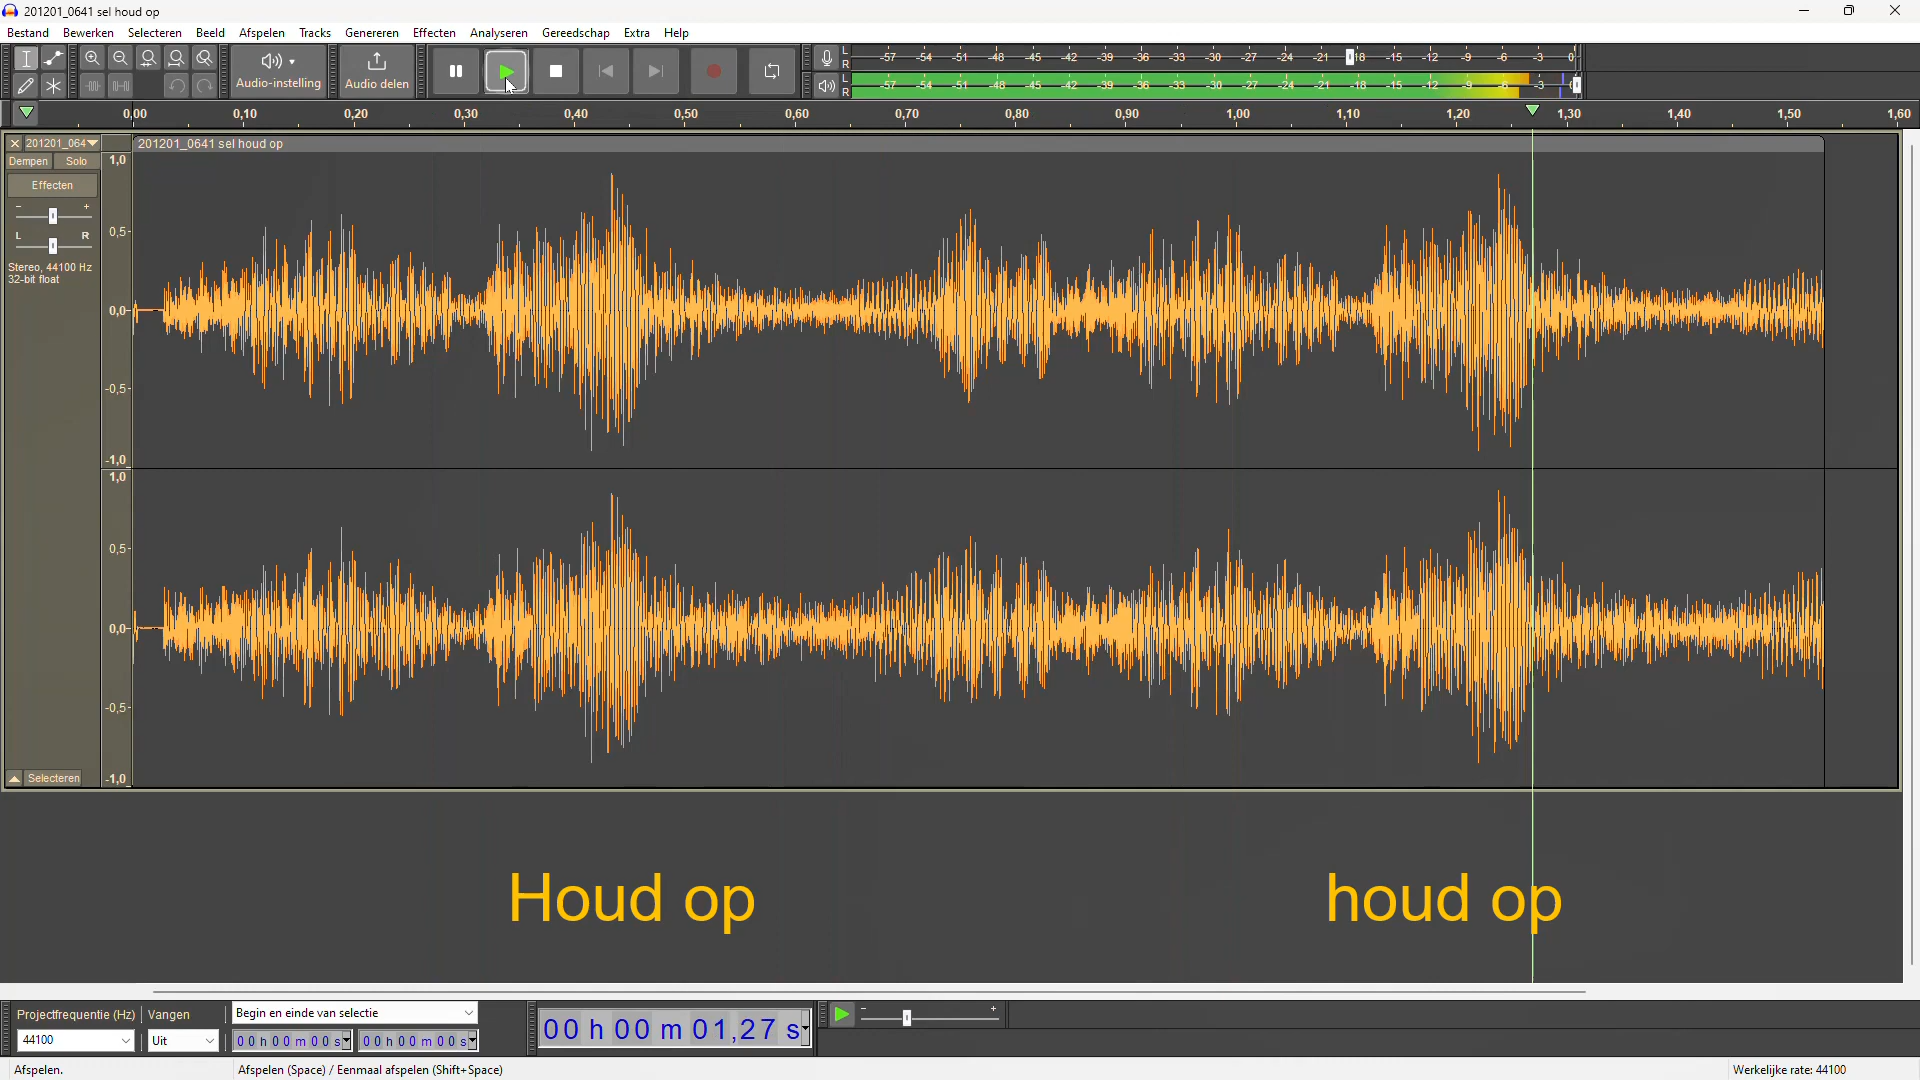 201201_0641 sel houd op
Bestand Bewerken Selecteren Beeld Afspelen Tracks Genereren Effecten Analyseren Gereedschap Extra Help
Audio-instelling Audio delen
L R -57 -54 -51 -48 -45 -42 -39 -36 -33 -30 -27 -24 -21 -18 -15 -12 -9 -6 -3 0
L R -57 -54 -51 -48 -45 -42 -39 -36 -33 -30 -27 -24 -21 -18 -15 -12 -9 -6 -3 0
0,00 0,10 0,20 0,30 0,40 0,50 0,60 0,70 0,80 0,90 1,00 1,10 1,20 1,30 1,40 1,50 1,60
201201_064 201201_0641 sel houd op
Dempen Solo
Effecten
- +
L R
Stereo, 44100 Hz
32-bit float
1,0
0,5
0,0
-0,5
-1,0
1,0
0,5
0,0
-0,5
-1,0
Selecteren
Houd op houd op
Projectfrequentie (Hz) Vangen Begin en einde van selectie
44100 Uit 00 h 00 m 00 s 00 h 00 m 00 s
00 h 00 m 01,27 s
- +
Afspelen. Afspelen (Space) / Eenmaal afspelen (Shift+Space) Werkelijke rate: 44100